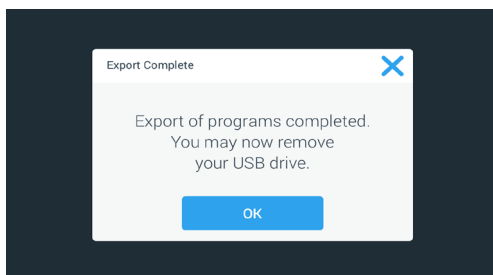 Export Complete
Export of programs completed.
You may now remove
your USB drive.
OK